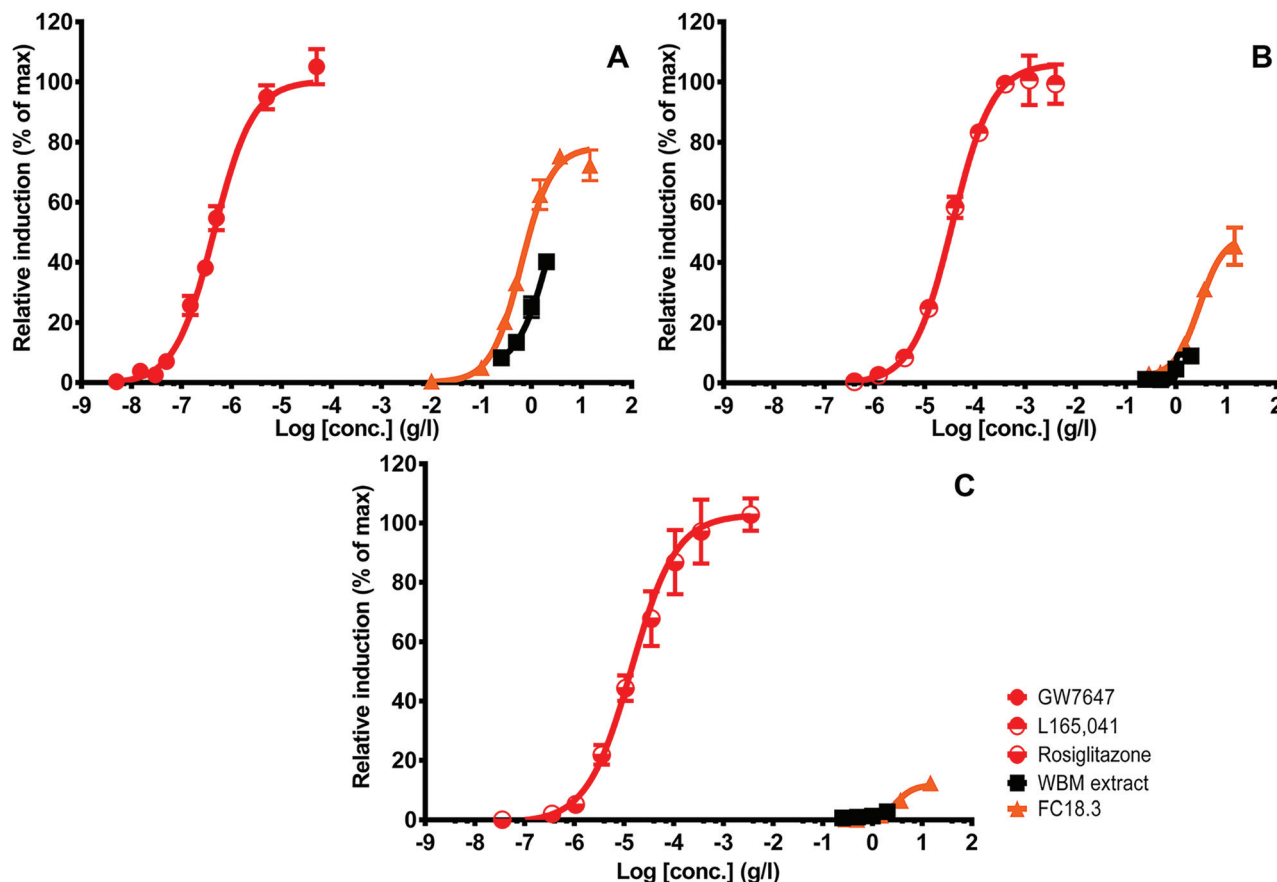 A
Relative induction (% of max)
120
100
80
60
40
20
0
-9 -8 -7 -6 -5 -4 -3 -2 -1 0 1 2
Log [conc.] (g/l)
B
Relative induction (% of max)
120
100
80
60
40
20
0
-9 -8 -7 -6 -5 -4 -3 -2 -1 0 1 2
Log [conc.] (g/l)
C
Relative induction (% of max)
120
100
80
60
40
20
0
-9 -8 -7 -6 -5 -4 -3 -2 -1 0 1 2
Log [conc.] (g/l)
GW7647
L165,041
Rosiglitazone
WBM extract
FC18.3